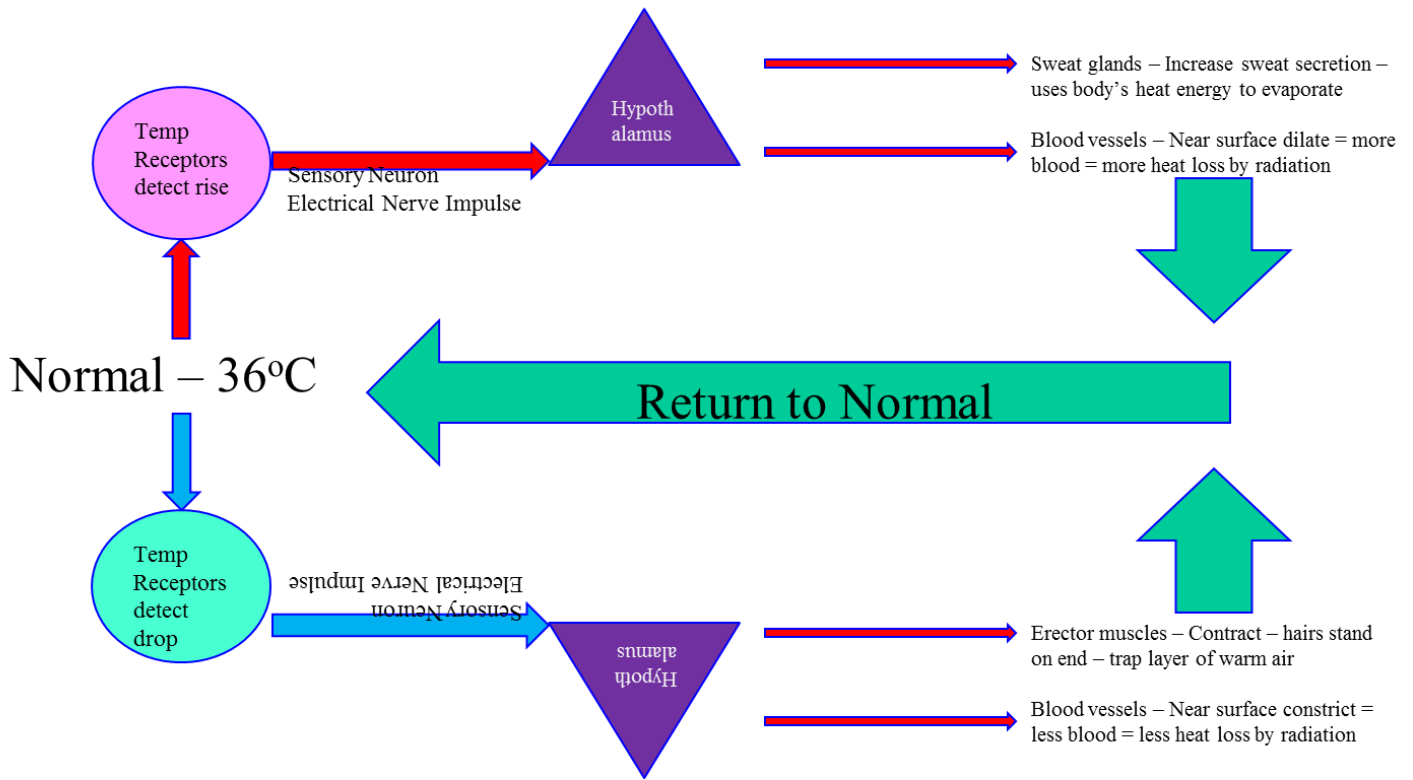 Temp
Receptors
detect rise
Sensory Neuron
Electrical Nerve Impulse
Hypoth
alamus
Sweat glands – Increase sweat secretion –
uses body's heat energy to evaporate
Blood vessels – Near surface dilate = more
blood = more heat loss by radiation
Normal – 36°C
Return to Normal
Temp
Receptors
detect
drop
Sensory Neuron
Electrical Nerve Impulse
Hypoth
alamus
Erector muscles – Contract – hairs stand
on end – trap layer of warm air
Blood vessels – Near surface constrict =
less blood = less heat loss by radiation